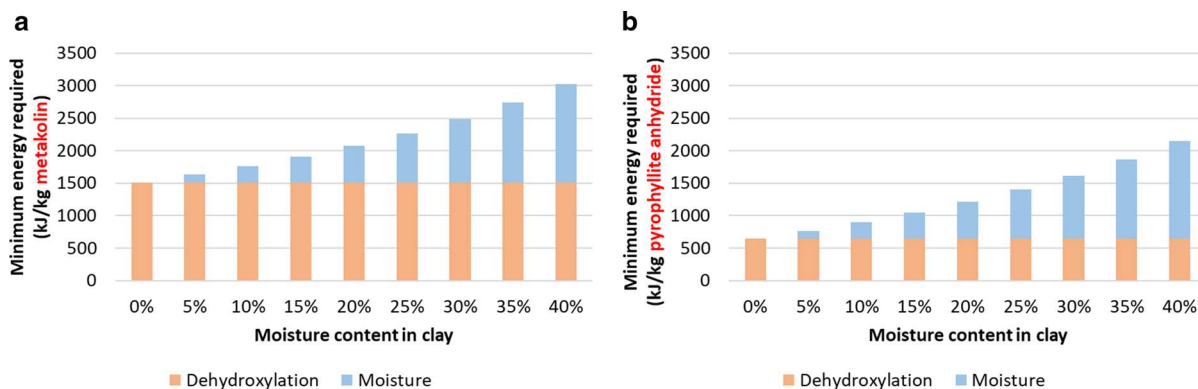 a
Minimum energy required
(kJ/kg metakolin)
3500
3000
2500
2000
1500
1000
500
0
0% 5% 10% 15% 20% 25% 30% 35% 40%
Moisture content in clay
Dehydroxylation Moisture
b
Minimum energy required
(kJ/kg pyrophyllite anhydride)
3500
3000
2500
2000
1500
1000
500
0
0% 5% 10% 15% 20% 25% 30% 35% 40%
Moisture content in clay
Dehydroxylation Moisture